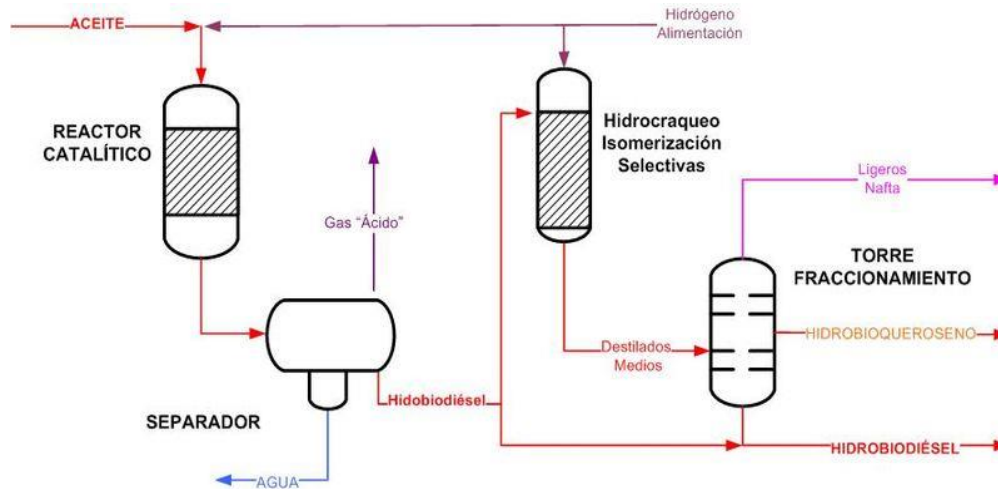 ACEITE
Hidrógeno
Alimentación
REACTOR
CATALÍTICO
Hidrocraqueo
Isomerización
Selectivas
Gas "Ácido"
Ligeros
Nafta
TORRE
FRACCIONAMIENTO
HIDROBIOQUEROSENO
Destilados
Medios
Hidobiodésel
SEPARADOR
HIDROBIODIÉSEL
AGUA